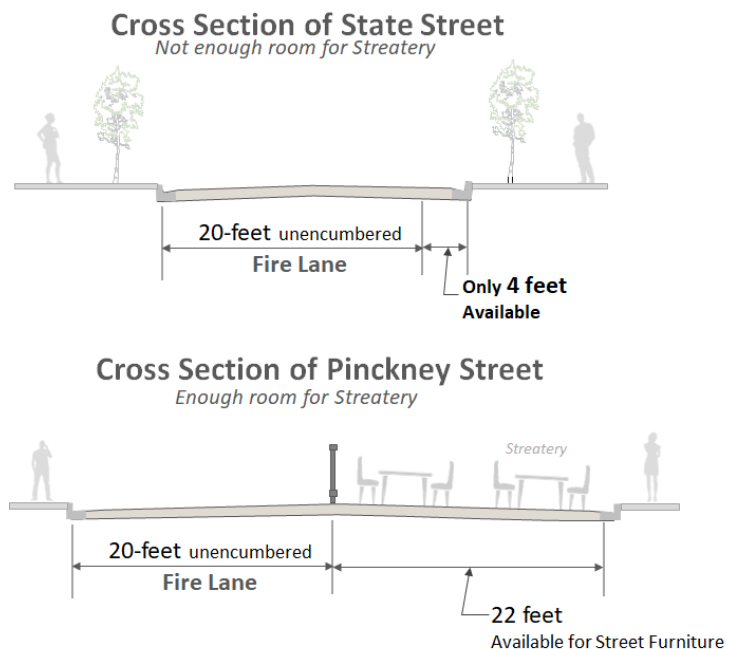 Cross Section of State Street
Not enough room for Streatery
20-feet unencumbered
Fire Lane
Only 4 feet
Available
Cross Section of Pinckney Street
Enough room for Streatery
Streatery
20-feet unencumbered
Fire Lane
22 feet
Available for Street Furniture